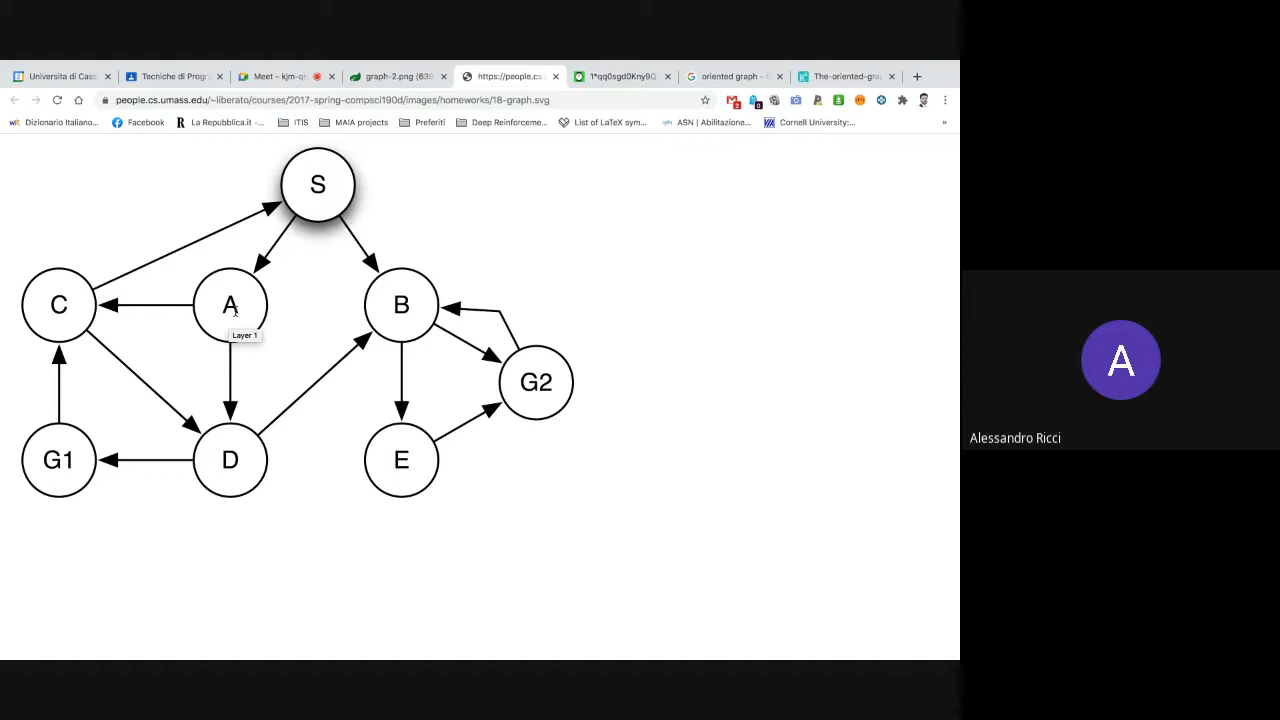 Universita di Cass
Tecniche di Progr
Meet – kjm-q
graph-2.png (639
https://people.cs.
1*qq0sgd0Kny9Q
oriented graph -
The-oriented-gra
people.cs.umass.edu/~liberato/courses/2017-spring-compsci190d/images/homeworks/18-graph.svg
Dizionario Italiano...
Facebook
La Repubblica.it -...
ITIS
MAIA projects
Preferiti
Deep Reinforceme...
List of LaTeX sym...
ASN | Abilitazione...
Cornell University:...
»
S
C
A
B
Layer 1
G2
G1
D
E
A
Alessandro Ricci